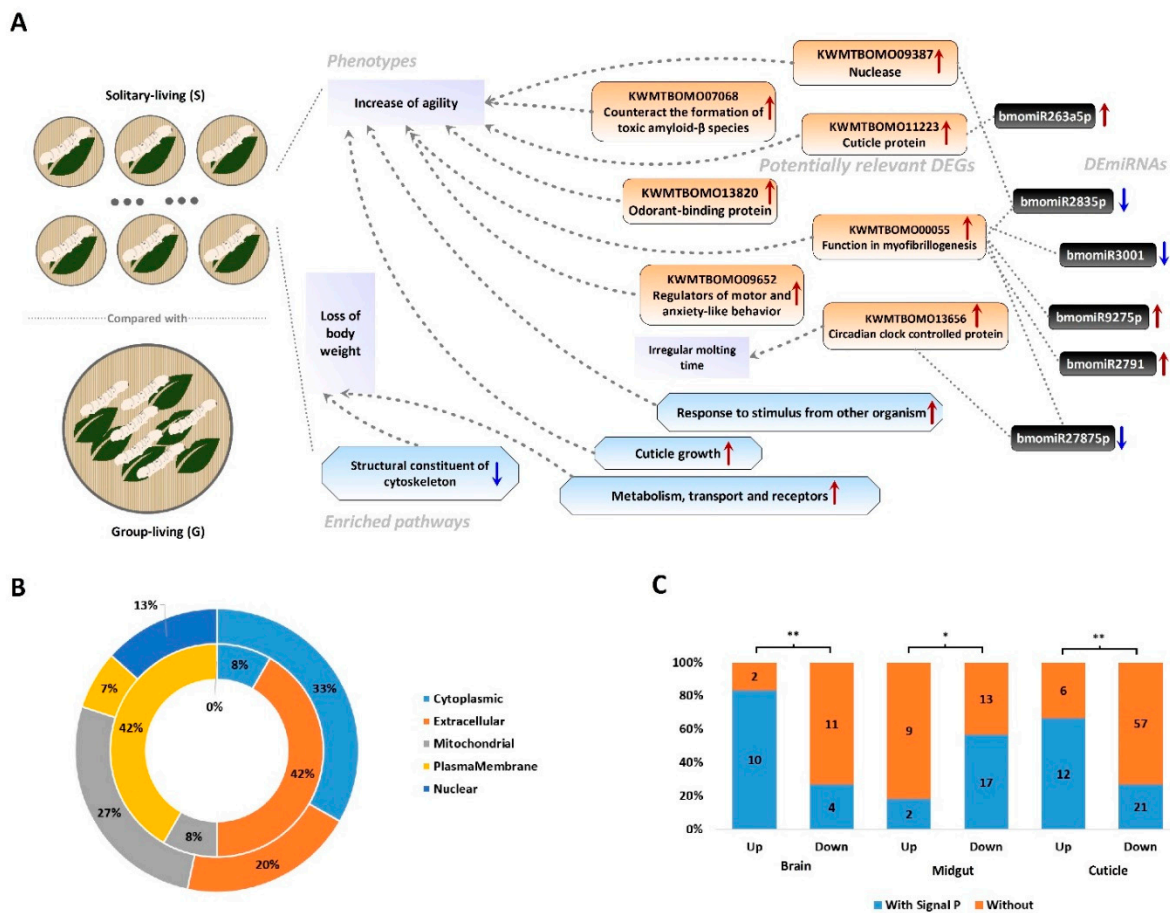 A
Solitary-living (S)
Compared with
Group-living (G)
Phenotypes
Increase of agility
Loss of
body
weight
Irregular molting
time
KWMTBOMO09387
Nuclease
KWMTBOMO07068
Counteract the formation of
toxic amyloid-β species
KWMTBOMO11223
Cuticle protein
Potentially relevant DEGs
KWMTBOMO13820
Odorant-binding protein
KWMTBOMO00055
Function in myofibrillogenesis
KWMTBOMO09652
Regulators of motor and
anxiety-like behavior
KWMTBOMO13656
Circadian clock controlled protein
DEmiRNAs
bmomiR263a5p
bmomiR2835p
bmomiR3001
bmomiR9275p
bmomiR2791
bmomiR27875p
Response to stimulus from other organism
Cuticle growth
Structural constituent of
cytoskeleton
Metabolism, transport and receptors
Enriched pathways
B
13%
8%
33%
7%
0%
42%
42%
27%
8%
20%
Cytoplasmic
Extracellular
Mitochondrial
PlasmaMembrane
Nuclear
C
** * **
100%
80%
60%
40%
20%
0%
2
10
11
4
9
2
13
17
6
12
57
21
Up Down Up Down Up Down
Brain Midgut Cuticle
With Signal P Without